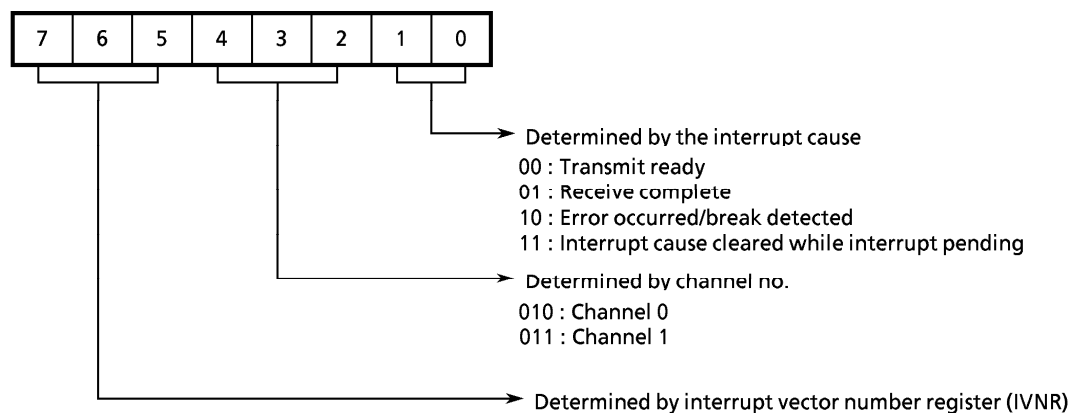 7 6 5 4 3 2 1 0
Determined by the interrupt cause
00 : Transmit ready
01 : Receive complete
10 : Error occurred/break detected
11 : Interrupt cause cleared while interrupt pending
Determined by channel no.
010 : Channel 0
011 : Channel 1
Determined by interrupt vector number register (IVNR)